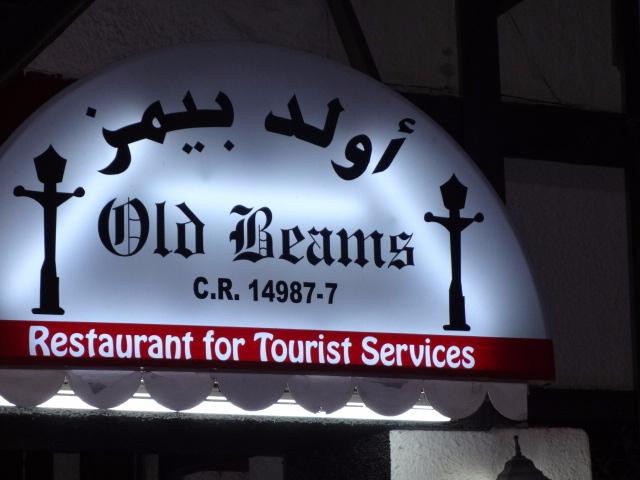 أولد بيمز
Old Beams
C.R. 14987-7
Restaurant for Tourist Services